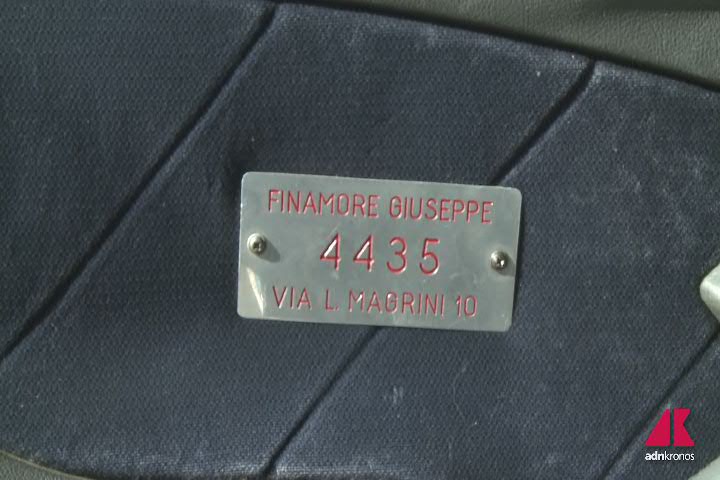 FINAMORE GIUSEPPE
4435
VIA L. MAGRINI 10
adnkronos